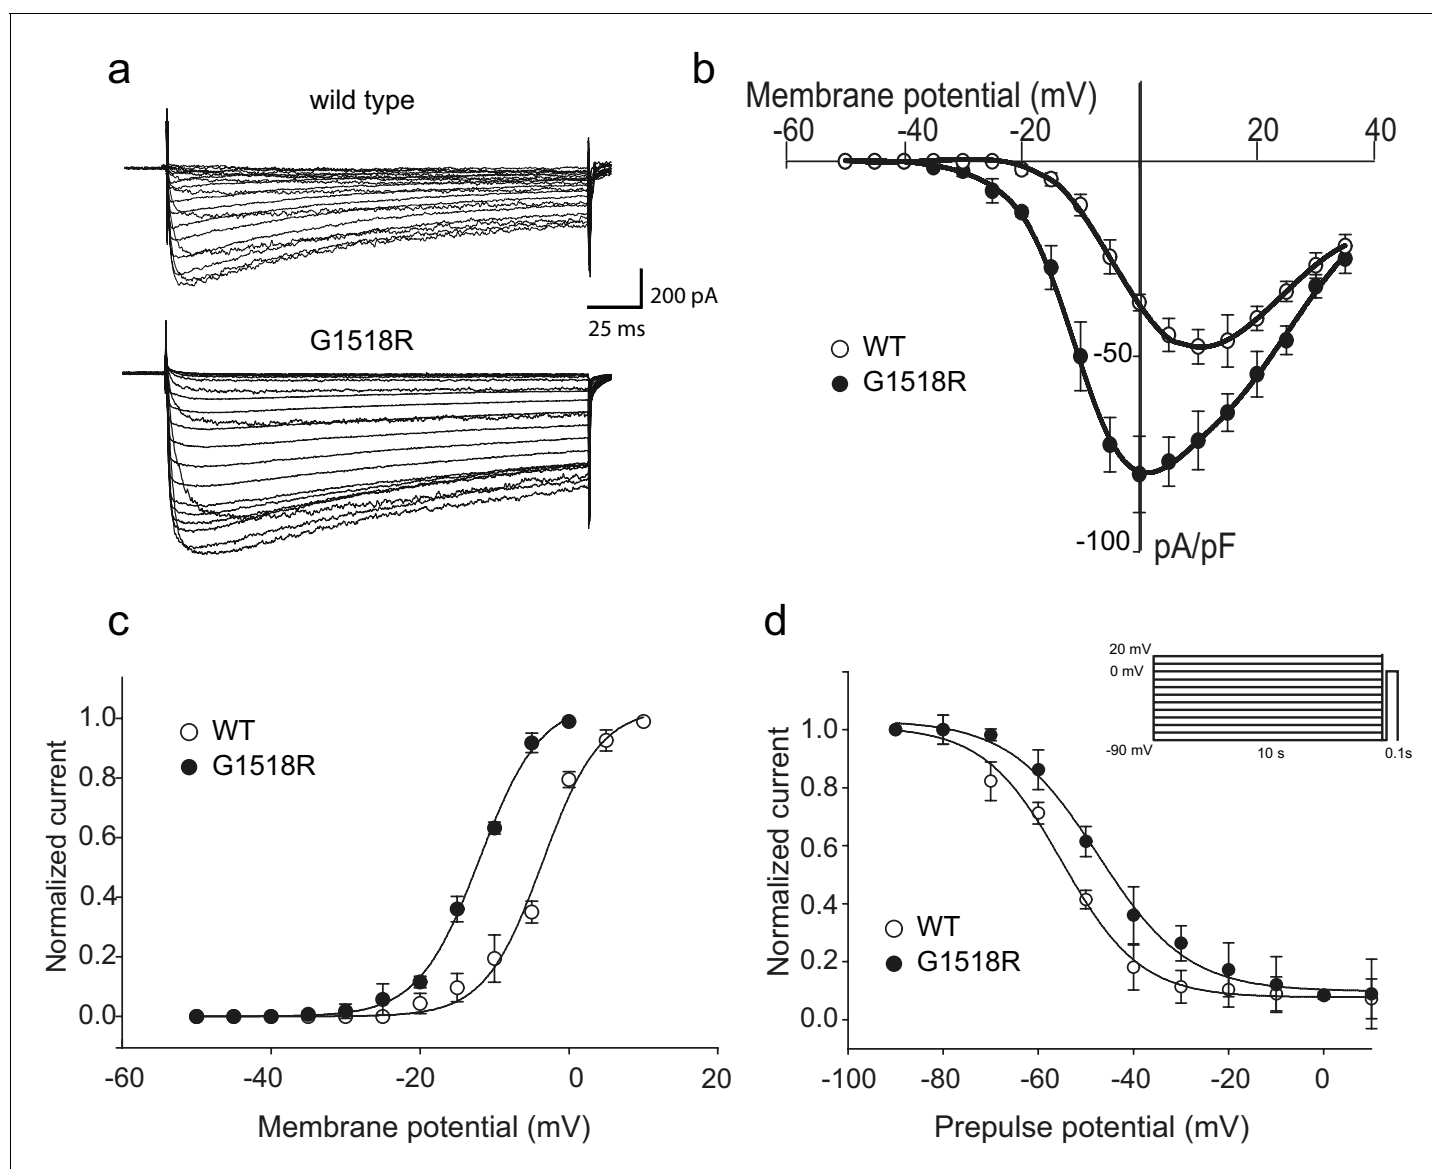 a
wild type
200 pA
25 ms
G1518R
b
Membrane potential (mV)
-60 -40 -20 20 40
WT
G1518R
-50
-100 pA/pF
c
WT
G1518R
Normalized current
1.0
0.8
0.6
0.4
0.2
0.0
-60 -40 -20 0 20
Membrane potential (mV)
d
20 mV
0 mV
-90 mV
10 s
0.1s
WT
G1518R
Normalized current
1.0
0.8
0.6
0.4
0.2
0.0
-100 -80 -60 -40 -20 0
Prepulse potential (mV)